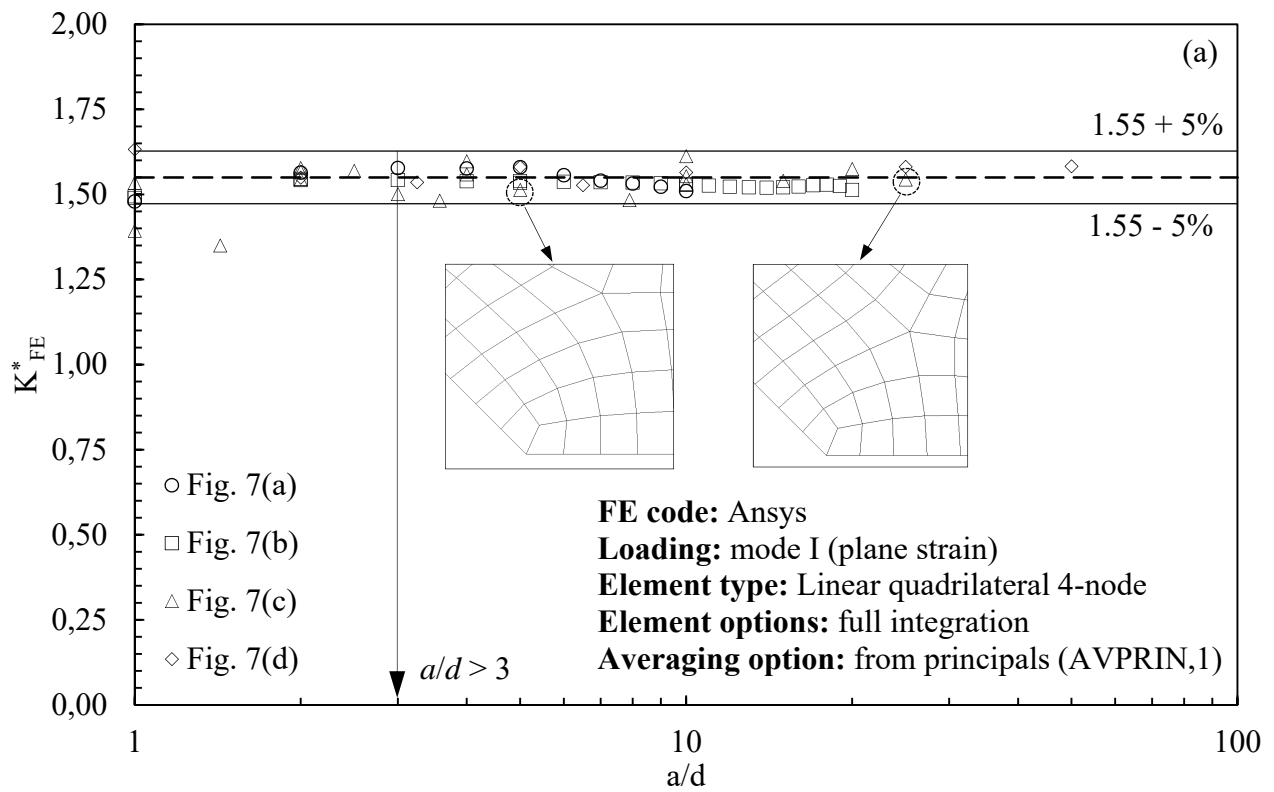 2,00
(a)
1,75
1.55 + 5%
1,50
1.55 - 5%
1,25
1,00
K*FE
0,75
Fig. 7(a)
0,50
Fig. 7(b)
Fig. 7(c)
0,25
Fig. 7(d)
0,00
a/d > 3
FE code: Ansys
Loading: mode I (plane strain)
Element type: Linear quadrilateral 4-node
Element options: full integration
Averaging option: from principals (AVPRIN,1)
1 10 100
a/d